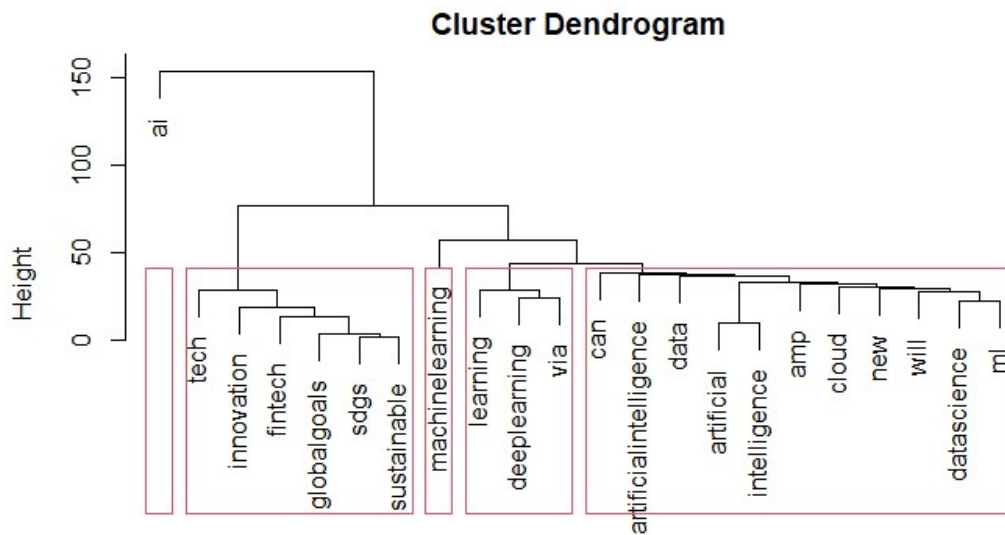 Cluster Dendrogram
Height
150
100
50
0
ai
tech
innovation
fintech
globalgoals
sdgs
sustainable
machinelearning
learning
deeplearning
via
can
artificialintelligence
data
artificial
intelligence
amp
cloud
new
will
datascience
ml